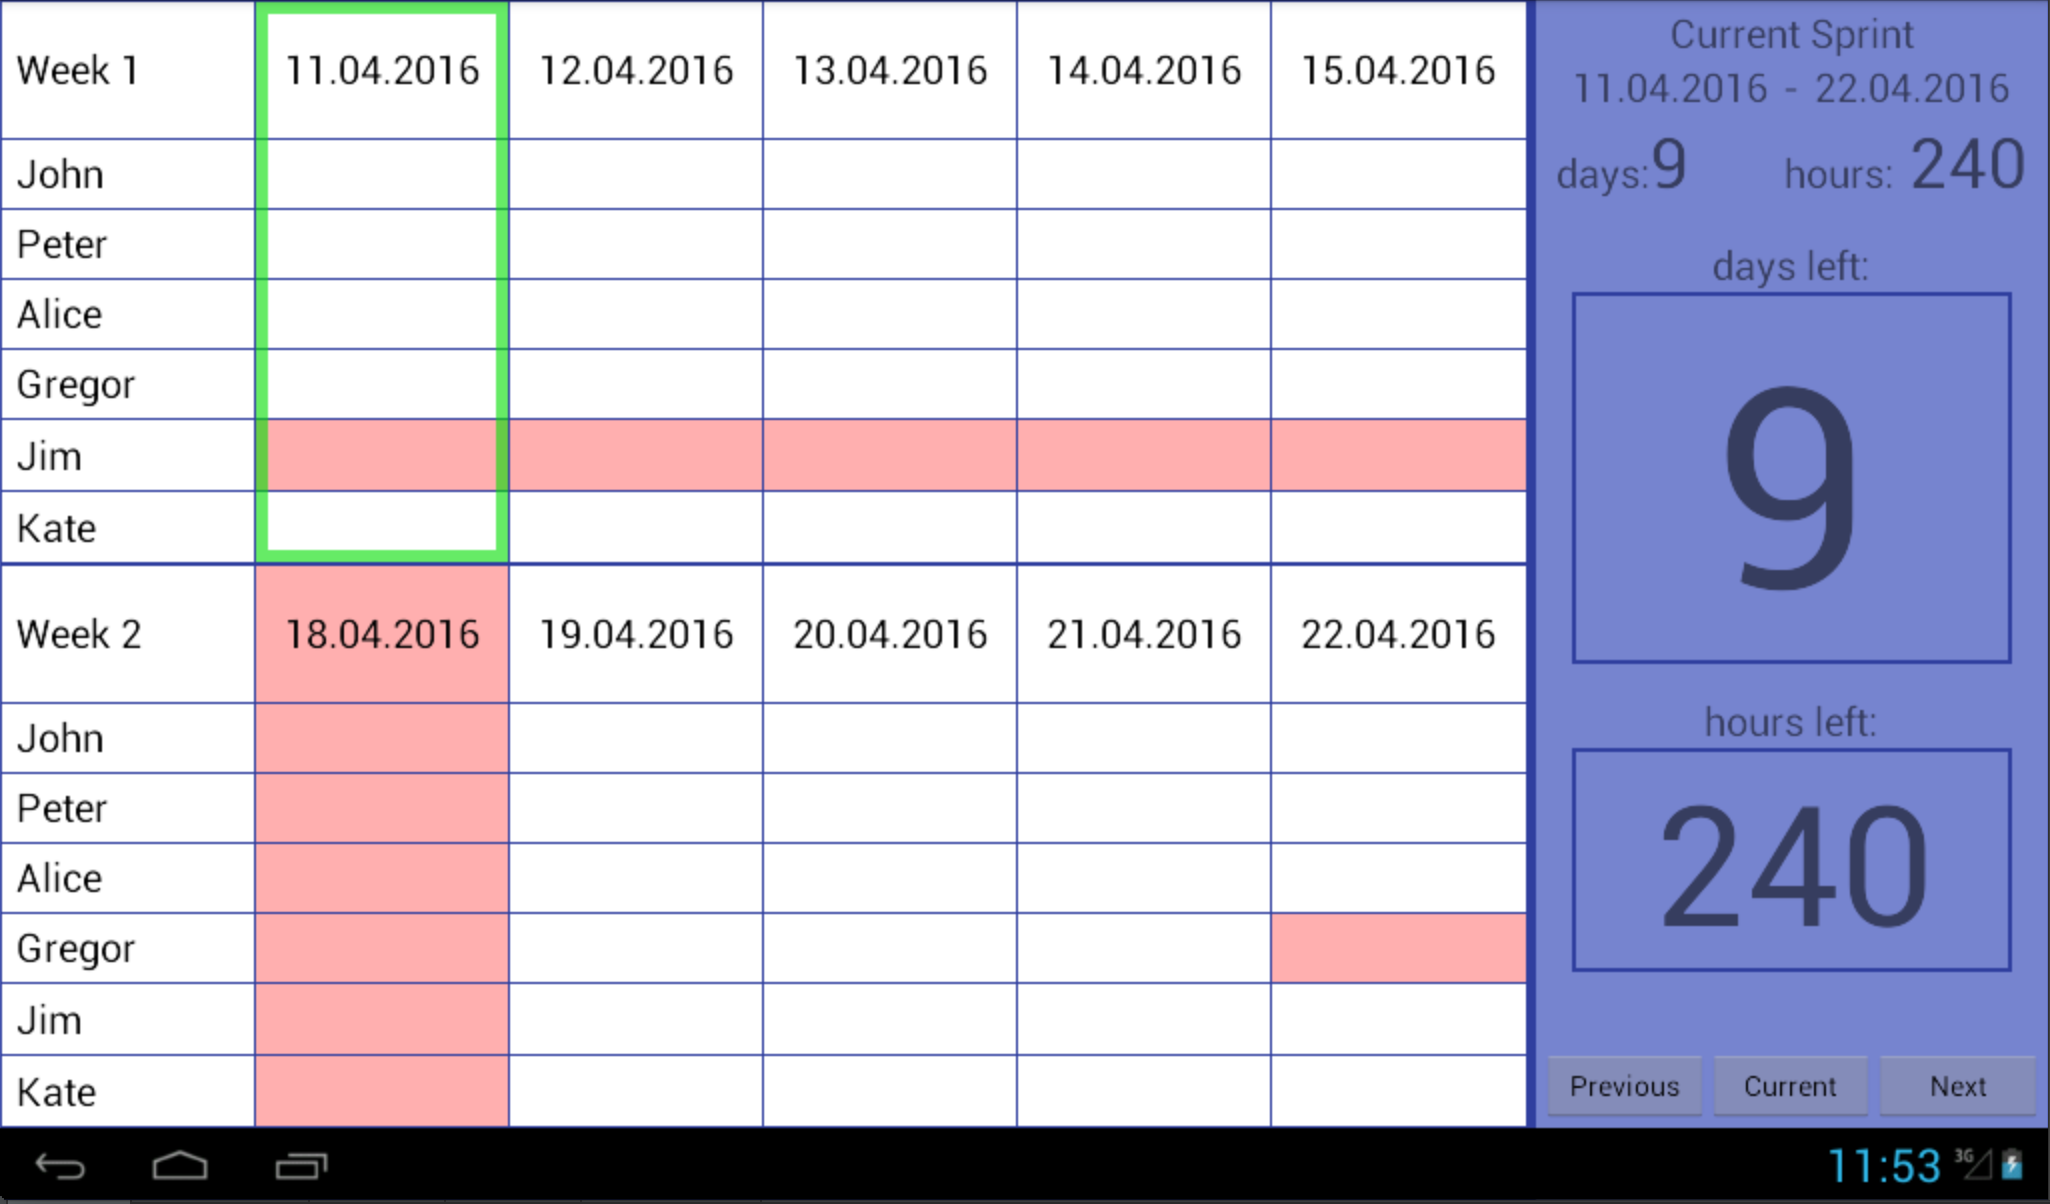 Week 1 11.04.2016 12.04.2016 13.04.2016 14.04.2016 15.04.2016
John
Peter
Alice
Gregor
Jim
Kate
Week 2 18.04.2016 19.04.2016 20.04.2016 21.04.2016 22.04.2016
John
Peter
Alice
Gregor
Jim
Kate
Current Sprint
11.04.2016 - 22.04.2016
days:9 hours: 240
days left:
9
hours left:
240
Previous Current Next
11:53 3G